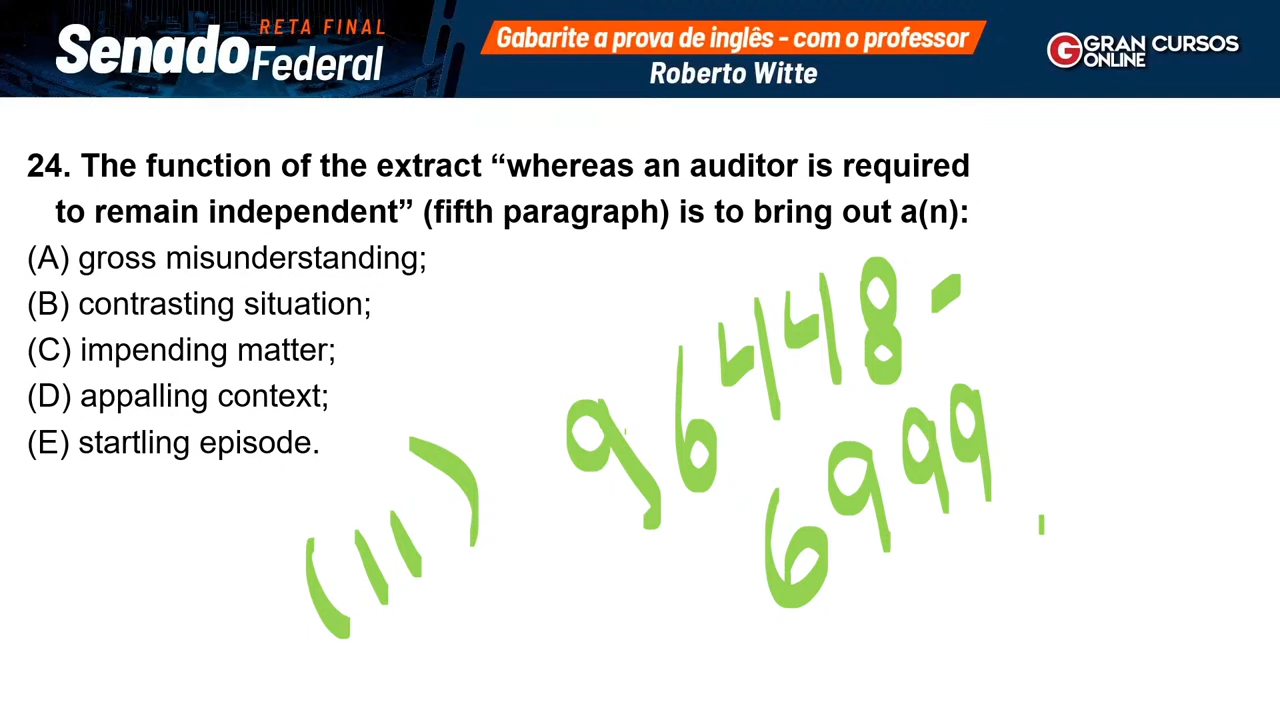 RETA FINAL
Senado Federal
Gabarite a prova de inglês - com o professor
Roberto Witte
GRAN CURSOS
ONLINE
24. The function of the extract “whereas an auditor is required
to remain independent” (fifth paragraph) is to bring out a(n):
(A) gross misunderstanding;
(B) contrasting situation;
(C) impending matter;
(D) appalling context;
(E) startling episode.
(11) 96448-
6999